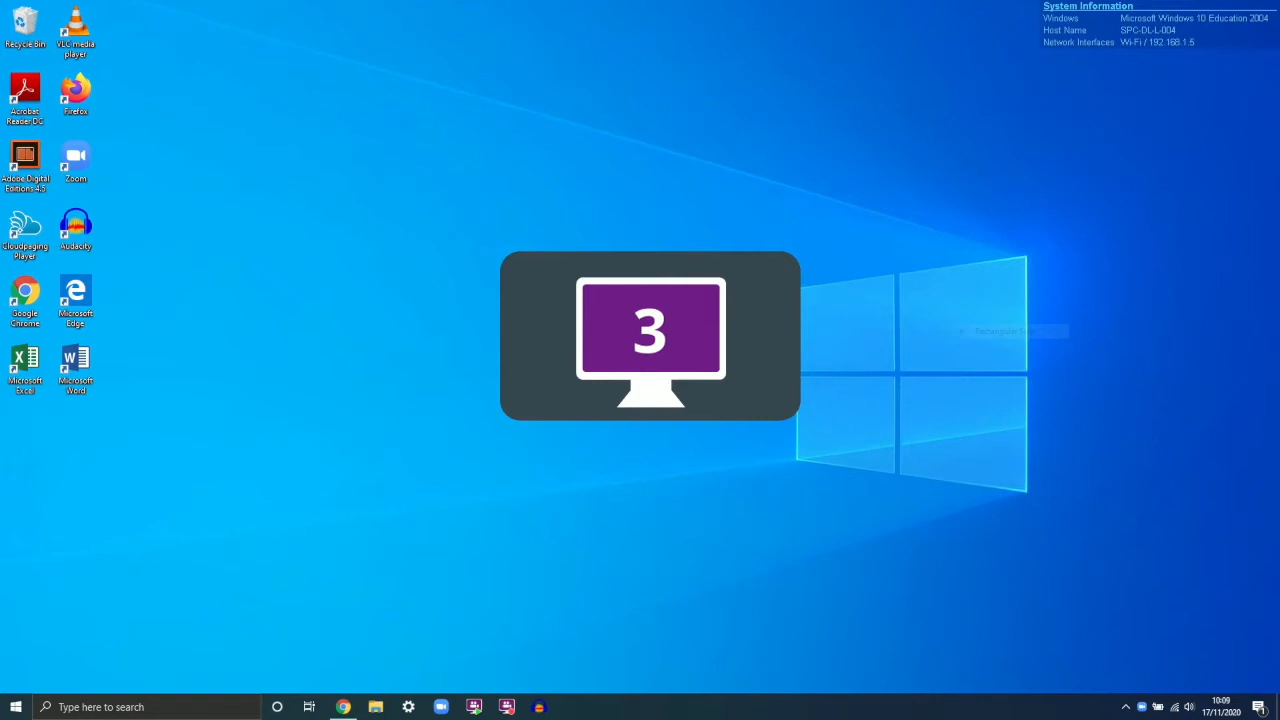 System Information
Windows Microsoft Windows 10 Education 2004
Host Name SPC-DL-L-004
Network Interfaces Wi-Fi / 192.168.1.5
Recycle Bin
VLC media
player
Acrobat
Reader DC
Firefox
Adobe Digital
Editions 4.5
Zoom
Cloudpaging
Player
Audacity
Google
Chrome
Microsoft
Edge
Microsoft
Excel
Microsoft
Word
3
Rectangular
Type here to search
10:09
17/11/2020
1